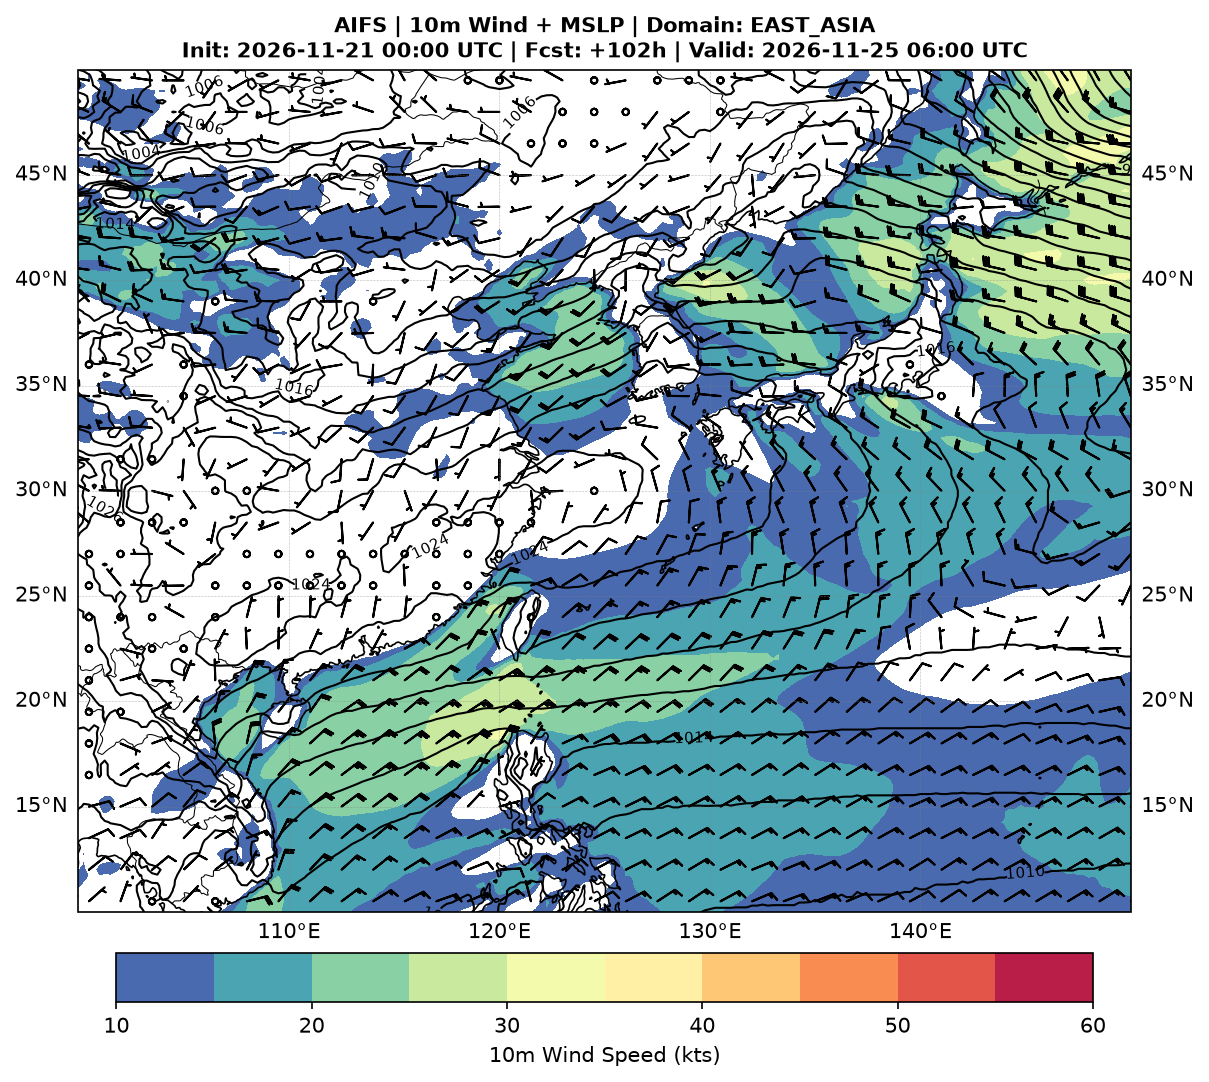 AIFS | 10m Wind + MSLP | Domain: EAST_ASIA
Init: 2026-11-21 00:00 UTC | Fcst: +102h | Valid: 2026-11-25 06:00 UTC
1006
1006
1006
1004
1010
1014
45°N
45°N
40°N
40°N
1016
35°N
1016
35°N
30°N
30°N
1024
1024
1024
25°N
25°N
20°N
20°N
1014
15°N
15°N
1010
110°E
120°E
130°E
140°E
10
20
30
40
50
60
10m Wind Speed (kts)